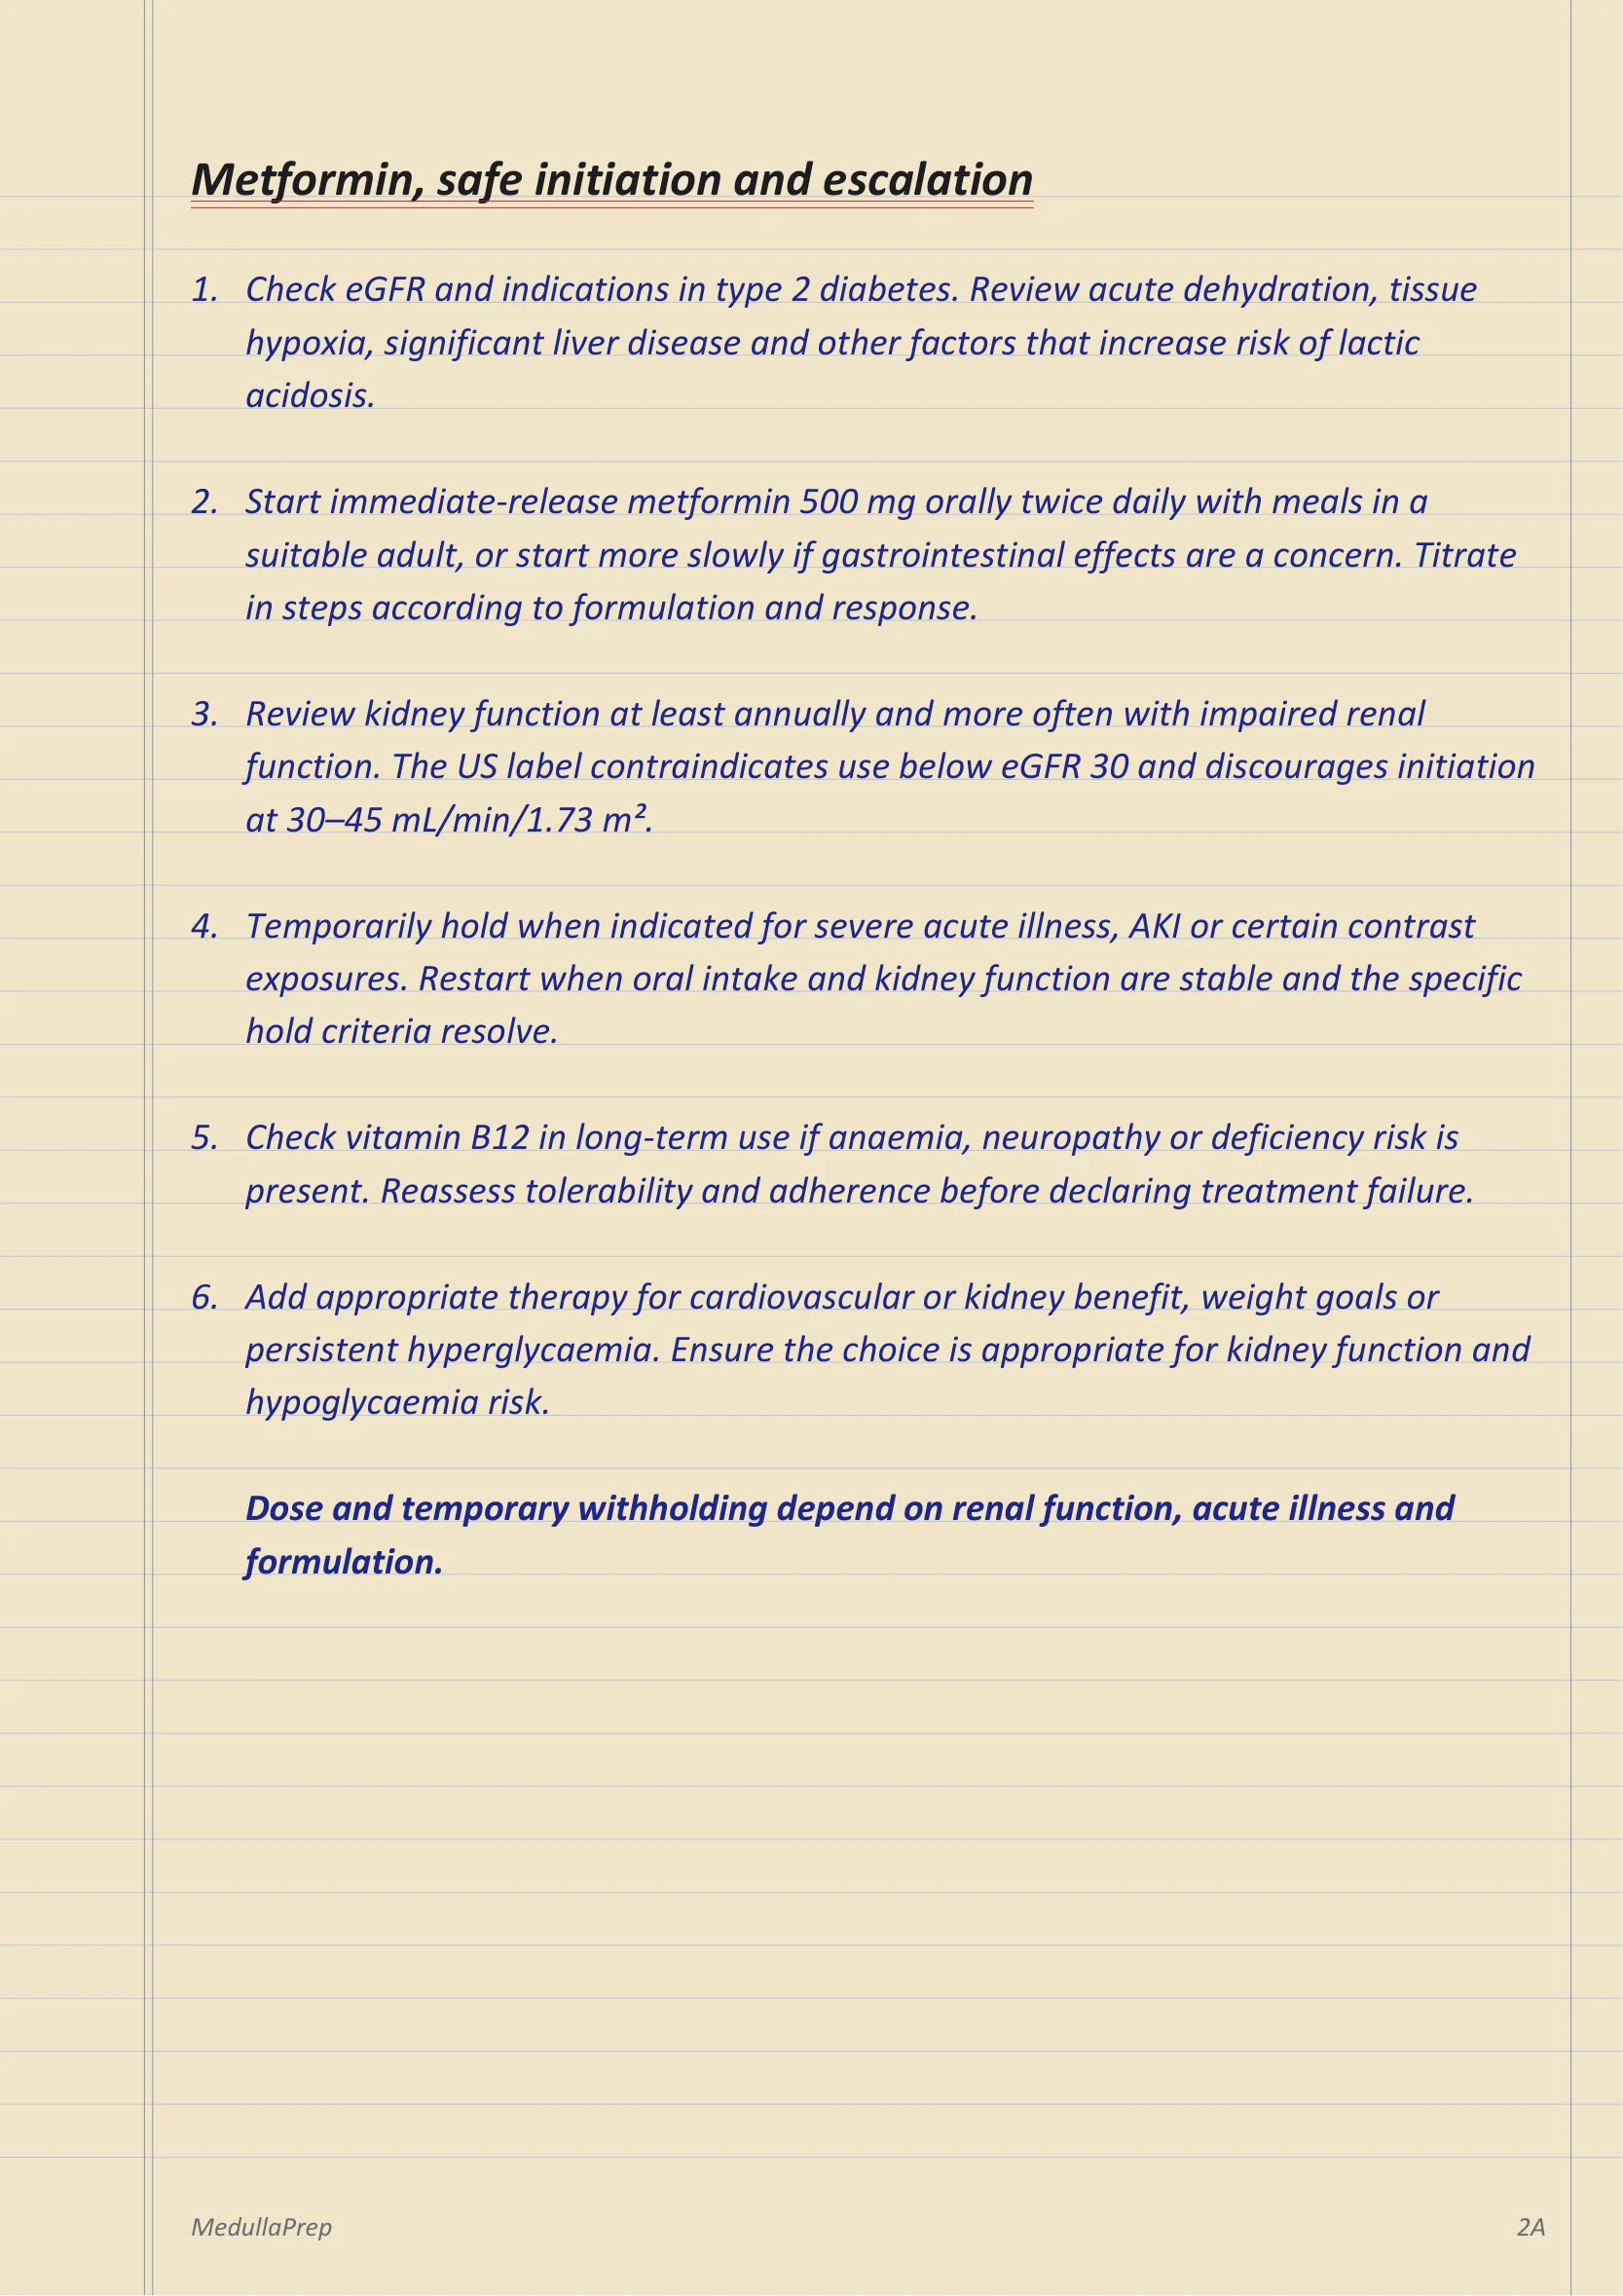 Metformin, safe initiation and escalation
1. Check eGFR and indications in type 2 diabetes. Review acute dehydration, tissue
hypoxia, significant liver disease and other factors that increase risk of lactic
acidosis.
2. Start immediate-release metformin 500 mg orally twice daily with meals in a
suitable adult, or start more slowly if gastrointestinal effects are a concern. Titrate
in steps according to formulation and response.
3. Review kidney function at least annually and more often with impaired renal
function. The US label contraindicates use below eGFR 30 and discourages initiation
at 30–45 mL/min/1.73 m².
4. Temporarily hold when indicated for severe acute illness, AKI or certain contrast
exposures. Restart when oral intake and kidney function are stable and the specific
hold criteria resolve.
5. Check vitamin B12 in long-term use if anaemia, neuropathy or deficiency risk is
present. Reassess tolerability and adherence before declaring treatment failure.
6. Add appropriate therapy for cardiovascular or kidney benefit, weight goals or
persistent hyperglycaemia. Ensure the choice is appropriate for kidney function and
hypoglycaemia risk.
Dose and temporary withholding depend on renal function, acute illness and
formulation.
MedullaPrep
2A